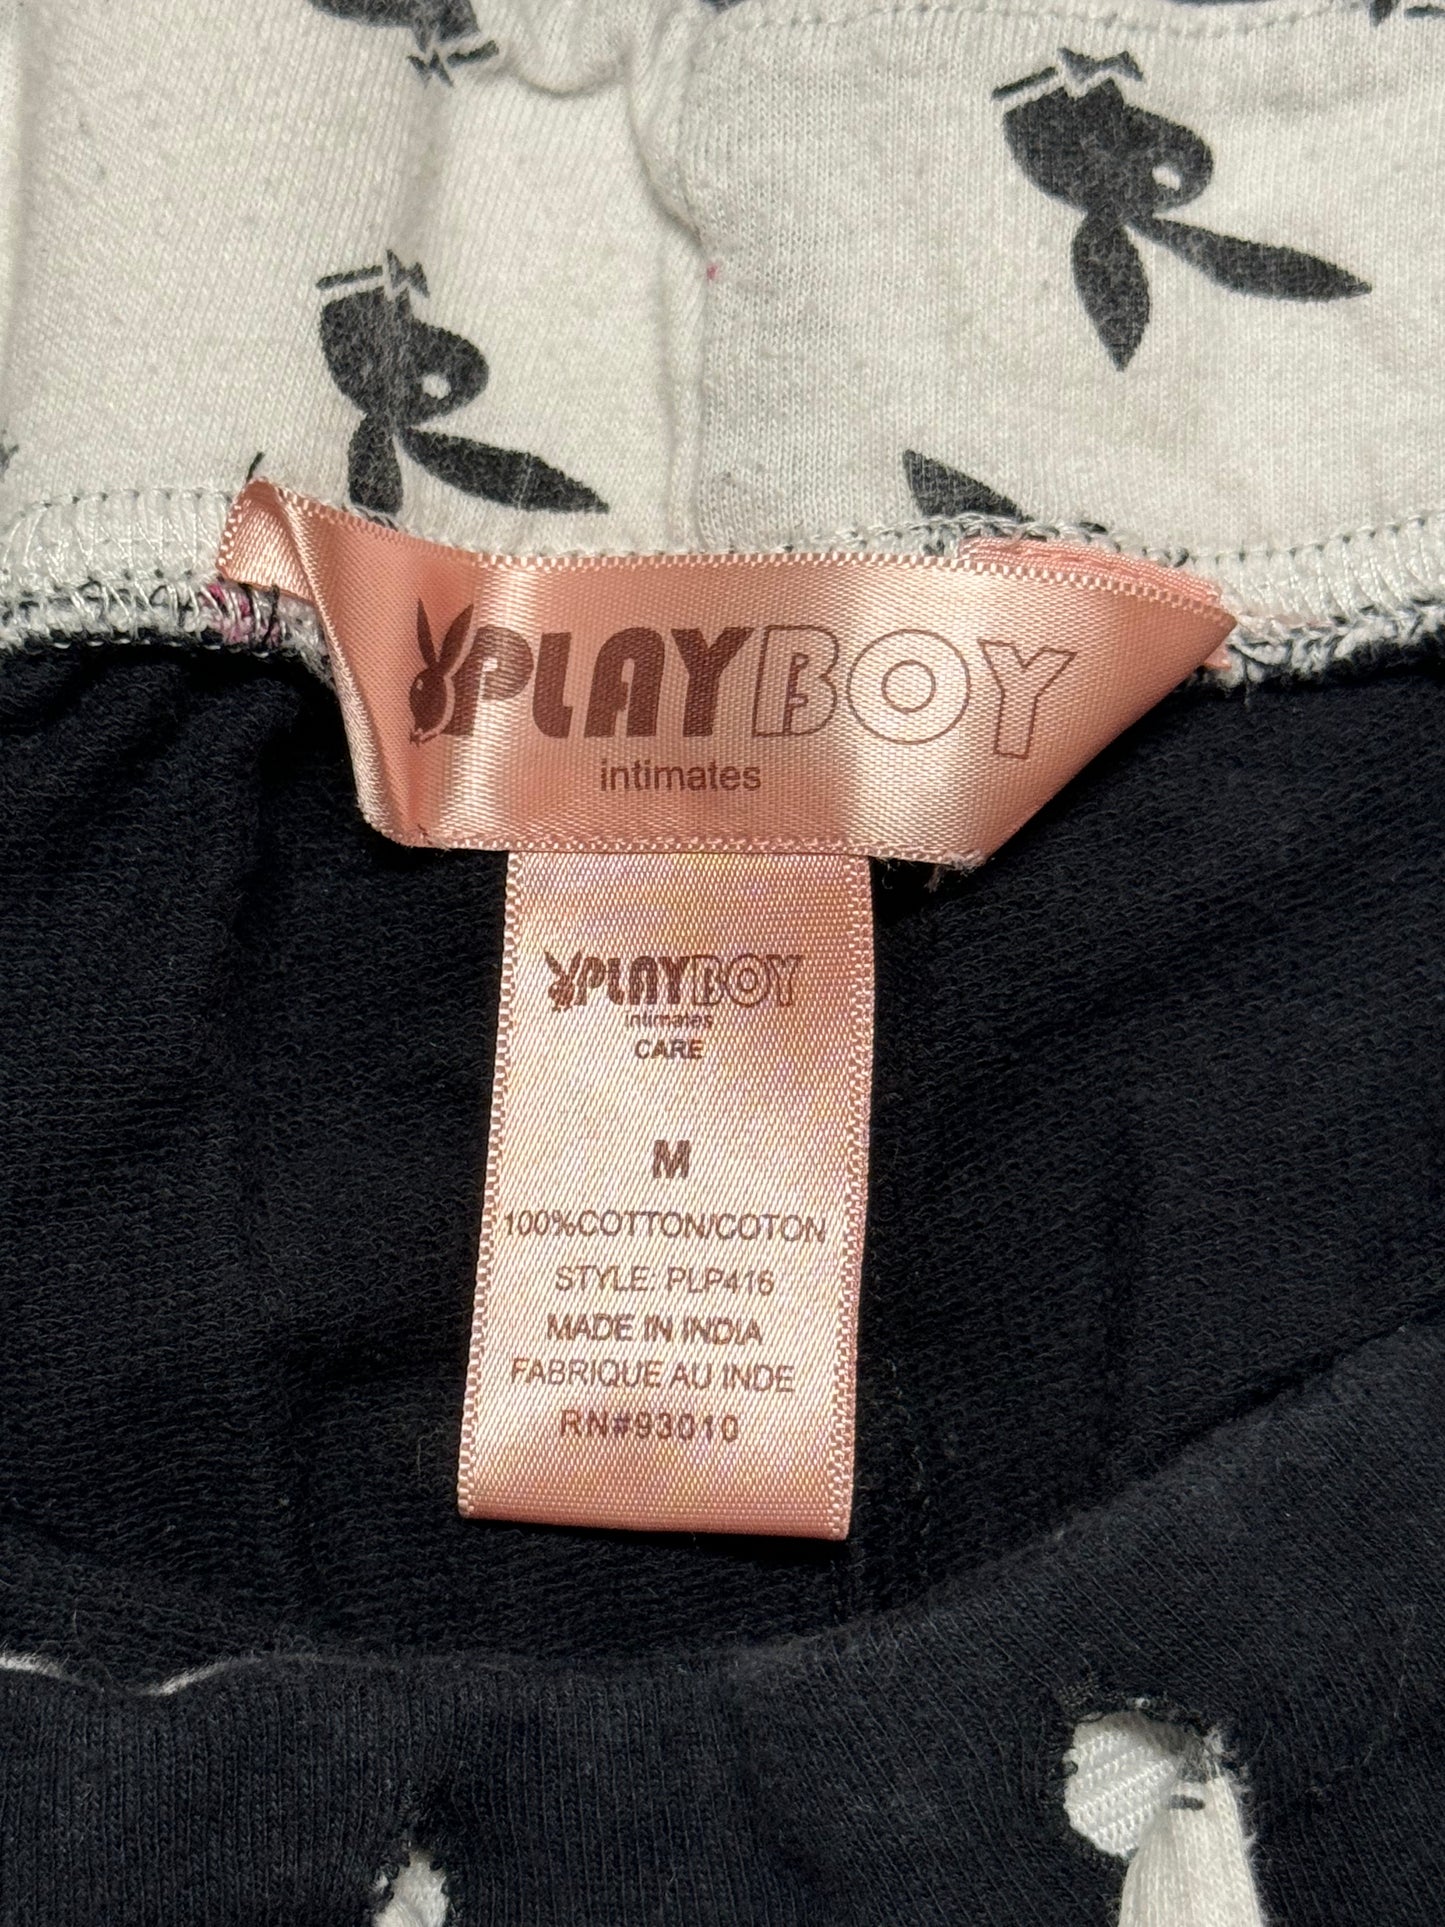 PLAYBOY
intimates
PLAYBOY
intimates
CARE
M
100%COTTON/COTON
STYLE: PLP416
MADE IN INDIA
FABRIQUE AU INDE
RN#93010